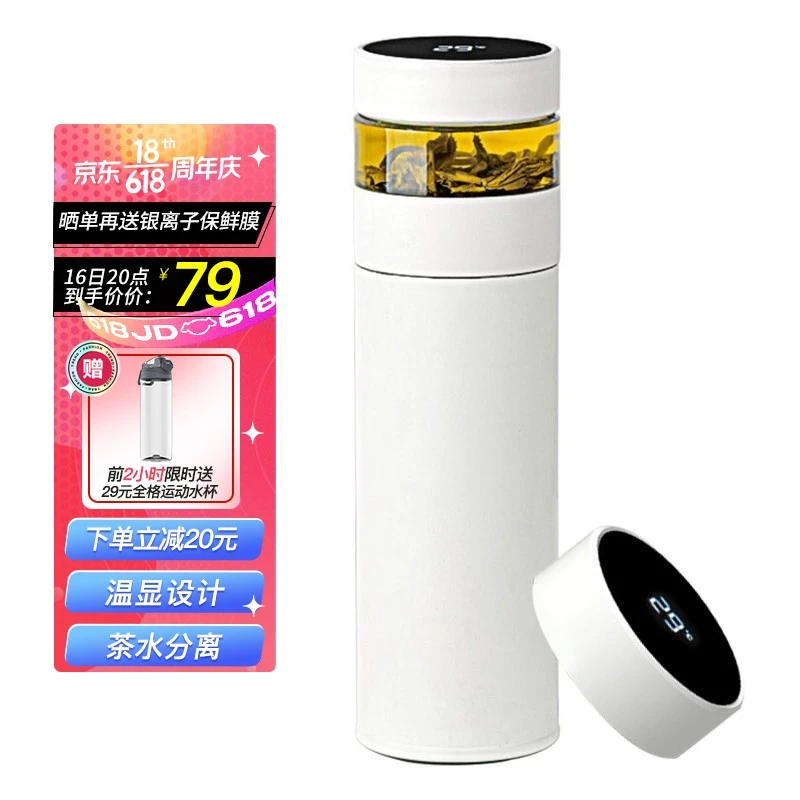 29℃
京东 18th 618 周年庆
晒单再送银离子保鲜膜
16日20点
到手价价:
¥79
618 JD 618
赠
前2小时限时送
29元全格运动水杯
下单立减20元
温显设计
茶水分离
29℃